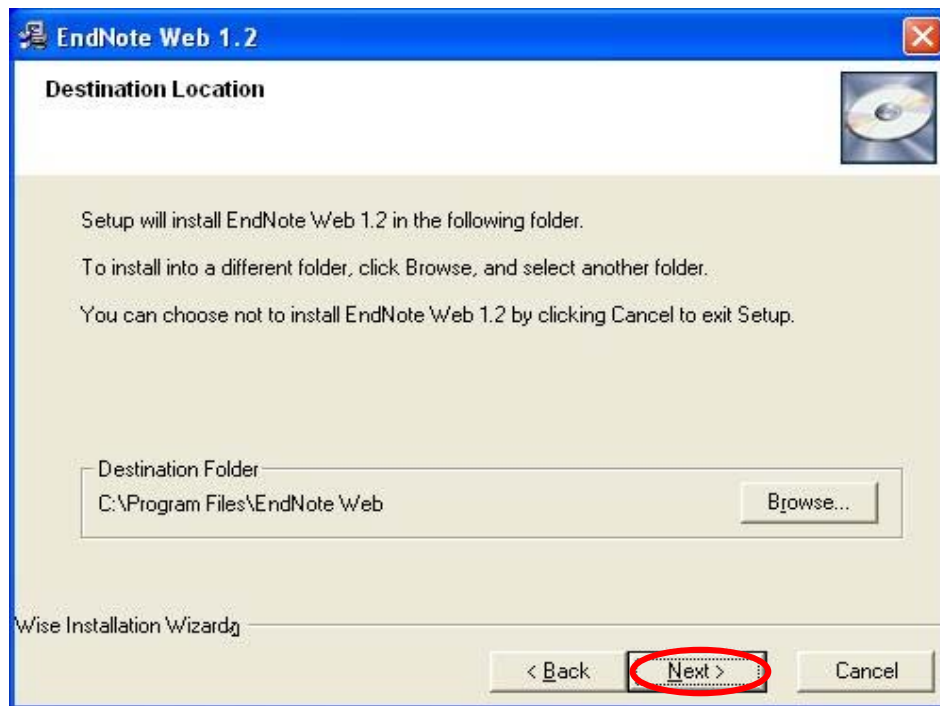 EndNote Web 1.2
Destination Location
Setup will install EndNote Web 1.2 in the following folder.
To install into a different folder, click Browse, and select another folder.
You can choose not to install EndNote Web 1.2 by clicking Cancel to exit Setup.
Destination Folder
C:\Program Files\EndNote Web
Browse...
Wise Installation Wizard
< Back
Next >
Cancel